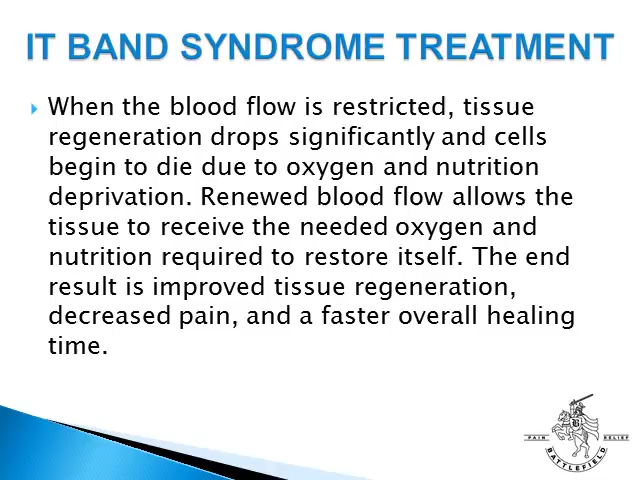 IT BAND SYNDROME TREATMENT
When the blood flow is restricted, tissue
regeneration drops significantly and cells
begin to die due to oxygen and nutrition
deprivation. Renewed blood flow allows the
tissue to receive the needed oxygen and
nutrition required to restore itself. The end
result is improved tissue regeneration,
decreased pain, and a faster overall healing
time.
B
PAIN RELIEF
BATTLEFIELD